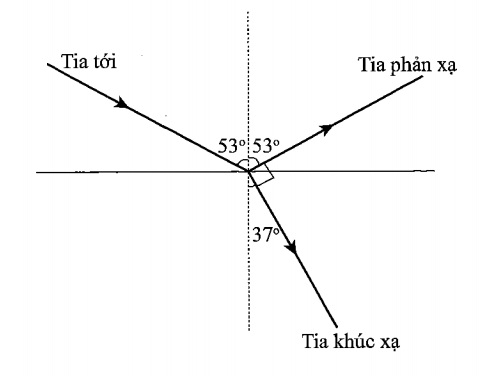 Tia tới
Tia phản xạ
53° 53°
37°
Tia khúc xạ